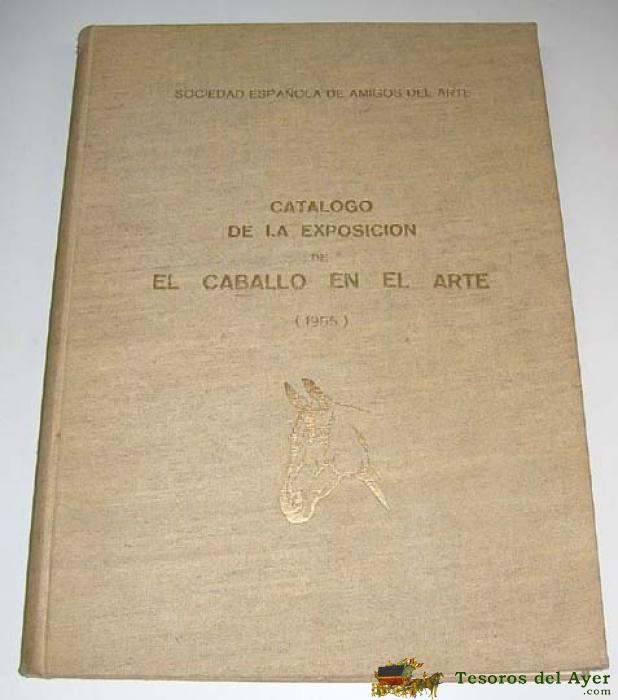 SOCIEDAD ESPAÑOLA DE AMIGOS DEL ARTE
CATALOGO
DE LA EXPOSICION
DE
EL CABALLO EN EL ARTE
(1955)
Tesoros del Ayer
.com